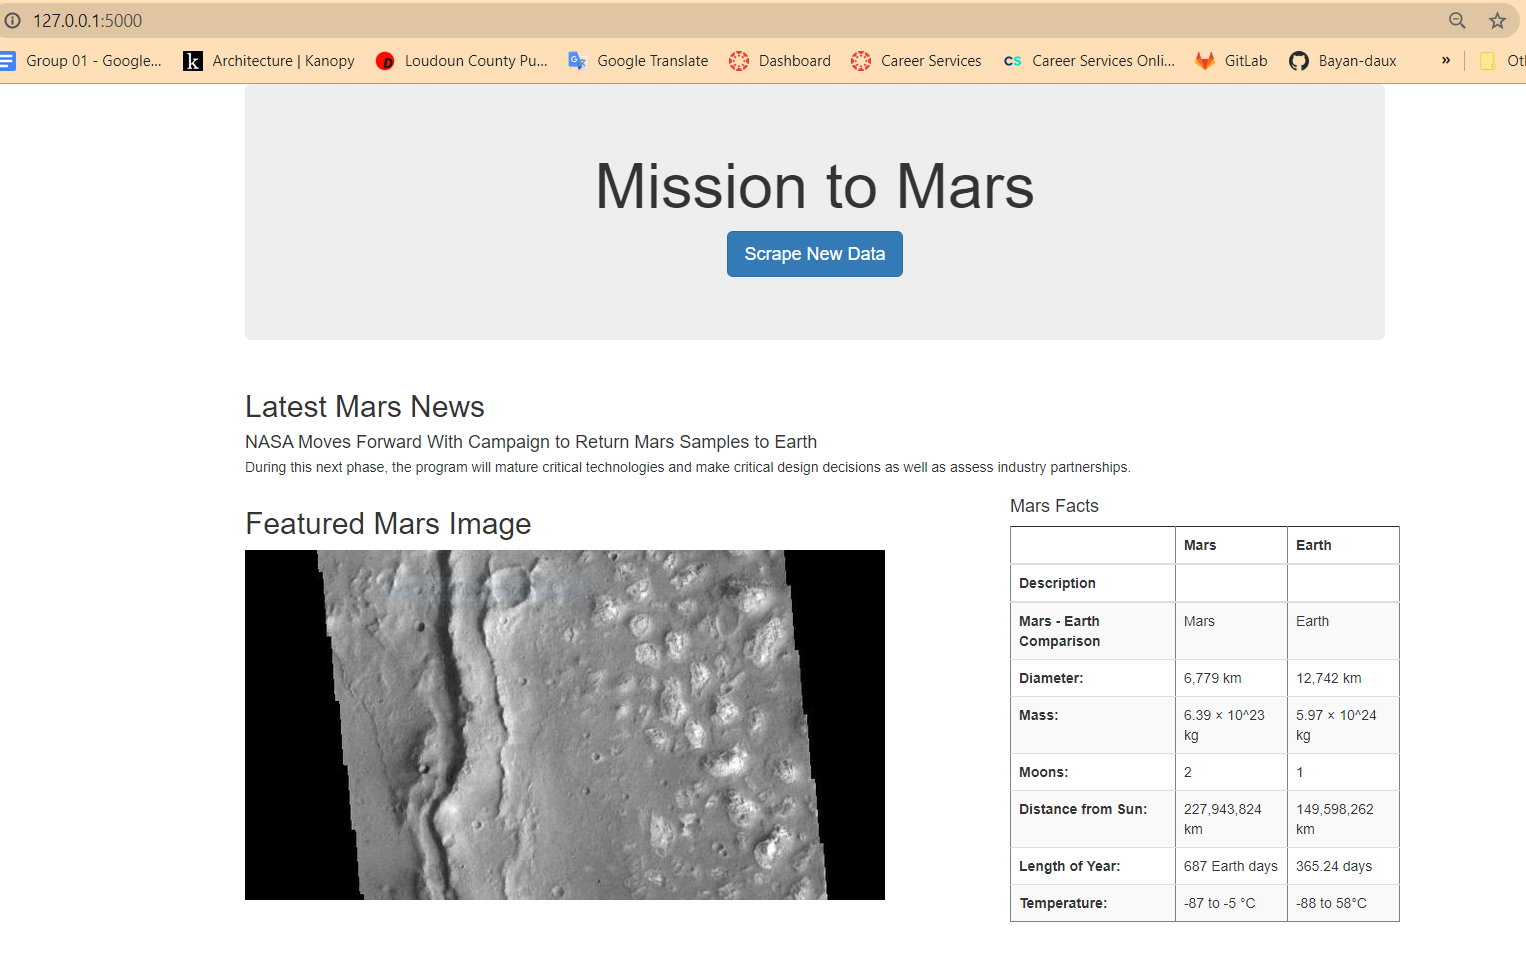 127.0.0.1:5000
Group 01 - Google... k Architecture | Kanopy D Loudoun County Pu... Google Translate Dashboard Career Services CS Career Services Onli... GitLab Bayan-daux » Ot
Mission to Mars
Scrape New Data
Latest Mars News
NASA Moves Forward With Campaign to Return Mars Samples to Earth
During this next phase, the program will mature critical technologies and make critical design decisions as well as assess industry partnerships.
Featured Mars Image
Mars Facts
Mars Earth
Description
Mars - Earth
Comparison
Mars Earth
Diameter: 6,779 km 12,742 km
Mass: 6.39 × 10^23 kg 5.97 × 10^24 kg
Moons: 2 1
Distance from Sun: 227,943,824 km 149,598,262 km
Length of Year: 687 Earth days 365.24 days
Temperature: -87 to -5 °C -88 to 58°C